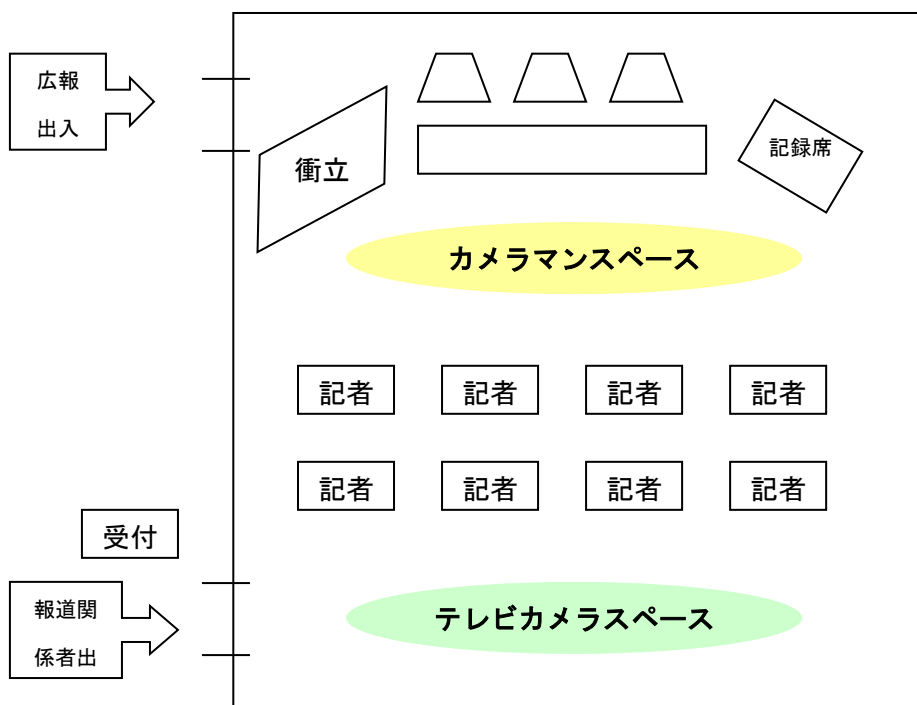 広報
出入
衝立
記録席
カメラマンスペース
記者
記者
記者
記者
記者
記者
記者
記者
受付
報道関
係者出
テレビカメラスペース